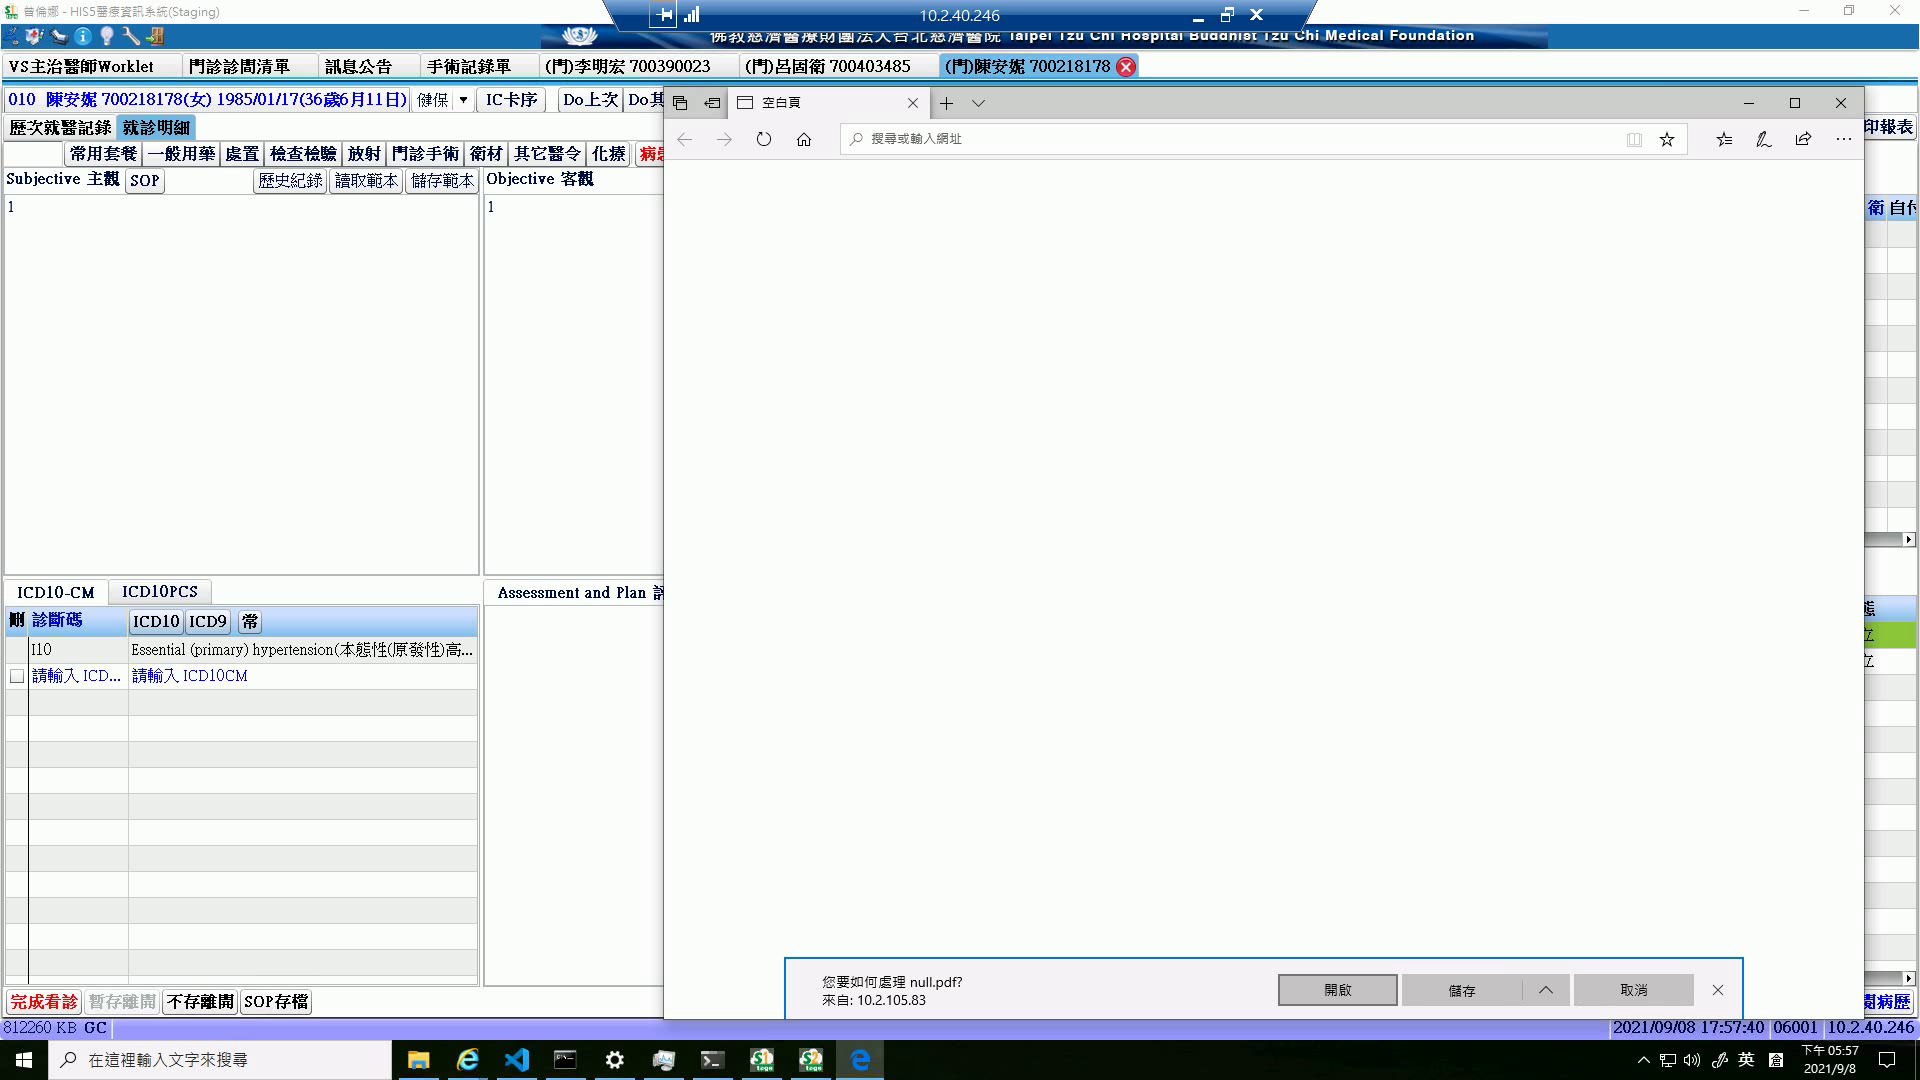 曾倫娜 - HIS5醫療資訊系統(Staging)
10.2.40.246
佛教慈濟醫療財團法人台北慈濟醫院 Taipei Tzu Chi Hospital Buddhist Tzu Chi Medical Foundation
VS主治醫師Worklet 門診診間清單 訊息公告 手術記錄單 (門)李明宏 700390023 (門)呂固衛 700403485 (門)陳安妮 700218178
010 陳安妮 700218178(女) 1985/01/17(36歲6月11日) 健保 IC卡序 Do上次 Do其
空白頁
歷次就醫記錄 就診明細
印報表
搜尋或輸入網址
常用套餐 一般用藥 處置 檢查檢驗 放射 門診手術 衛材 其它醫令 化療 病患
Subjective 主觀 SOP 歷史紀錄 讀取範本 儲存範本 Objective 客觀
1
1
衛 自付
ICD10-CM ICD10PCS
Assessment and Plan 評
刪 診斷碼 ICD10 ICD9 常
態
立
I10 Essential (primary) hypertension(本態性(原發性)高...
立
請輸入 ICD... 請輸入 ICD10CM
您要如何處理 null.pdf?
來自: 10.2.105.83
開啟 儲存 取消
完成看診 暫存離開 不存離開 SOP存檔
閱病歷
812260 KB GC
2021/09/08 17:57:40 06001 10.2.40.246
在這裡輸入文字來搜尋
英
倉
下午 05:57
2021/9/8